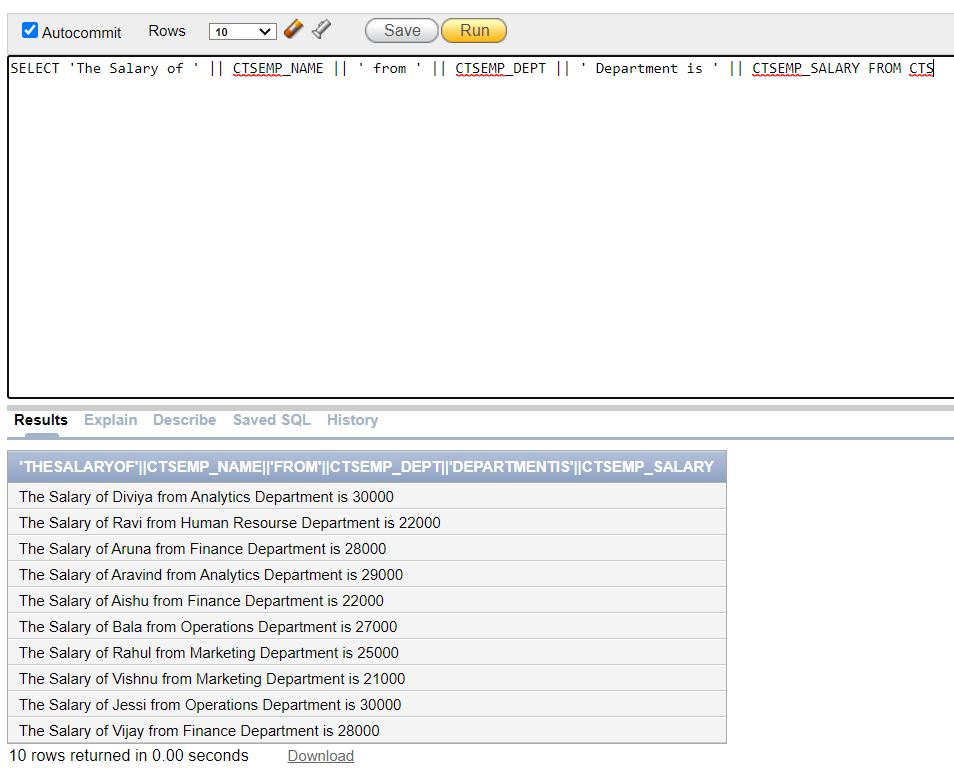 Autocommit Rows 10 Save Run
SELECT 'The Salary of ' || CTSEMP_NAME || ' from ' || CTSEMP_DEPT || ' Department is ' || CTSEMP_SALARY FROM CTS
Results Explain Describe Saved SQL History
'THESALARYOF'||CTSEMP_NAME||'FROM'||CTSEMP_DEPT||'DEPARTMENTIS'||CTSEMP_SALARY
The Salary of Diviya from Analytics Department is 30000
The Salary of Ravi from Human Resourse Department is 22000
The Salary of Aruna from Finance Department is 28000
The Salary of Aravind from Analytics Department is 29000
The Salary of Aishu from Finance Department is 22000
The Salary of Bala from Operations Department is 27000
The Salary of Rahul from Marketing Department is 25000
The Salary of Vishnu from Marketing Department is 21000
The Salary of Jessi from Operations Department is 30000
The Salary of Vijay from Finance Department is 28000
10 rows returned in 0.00 seconds Download